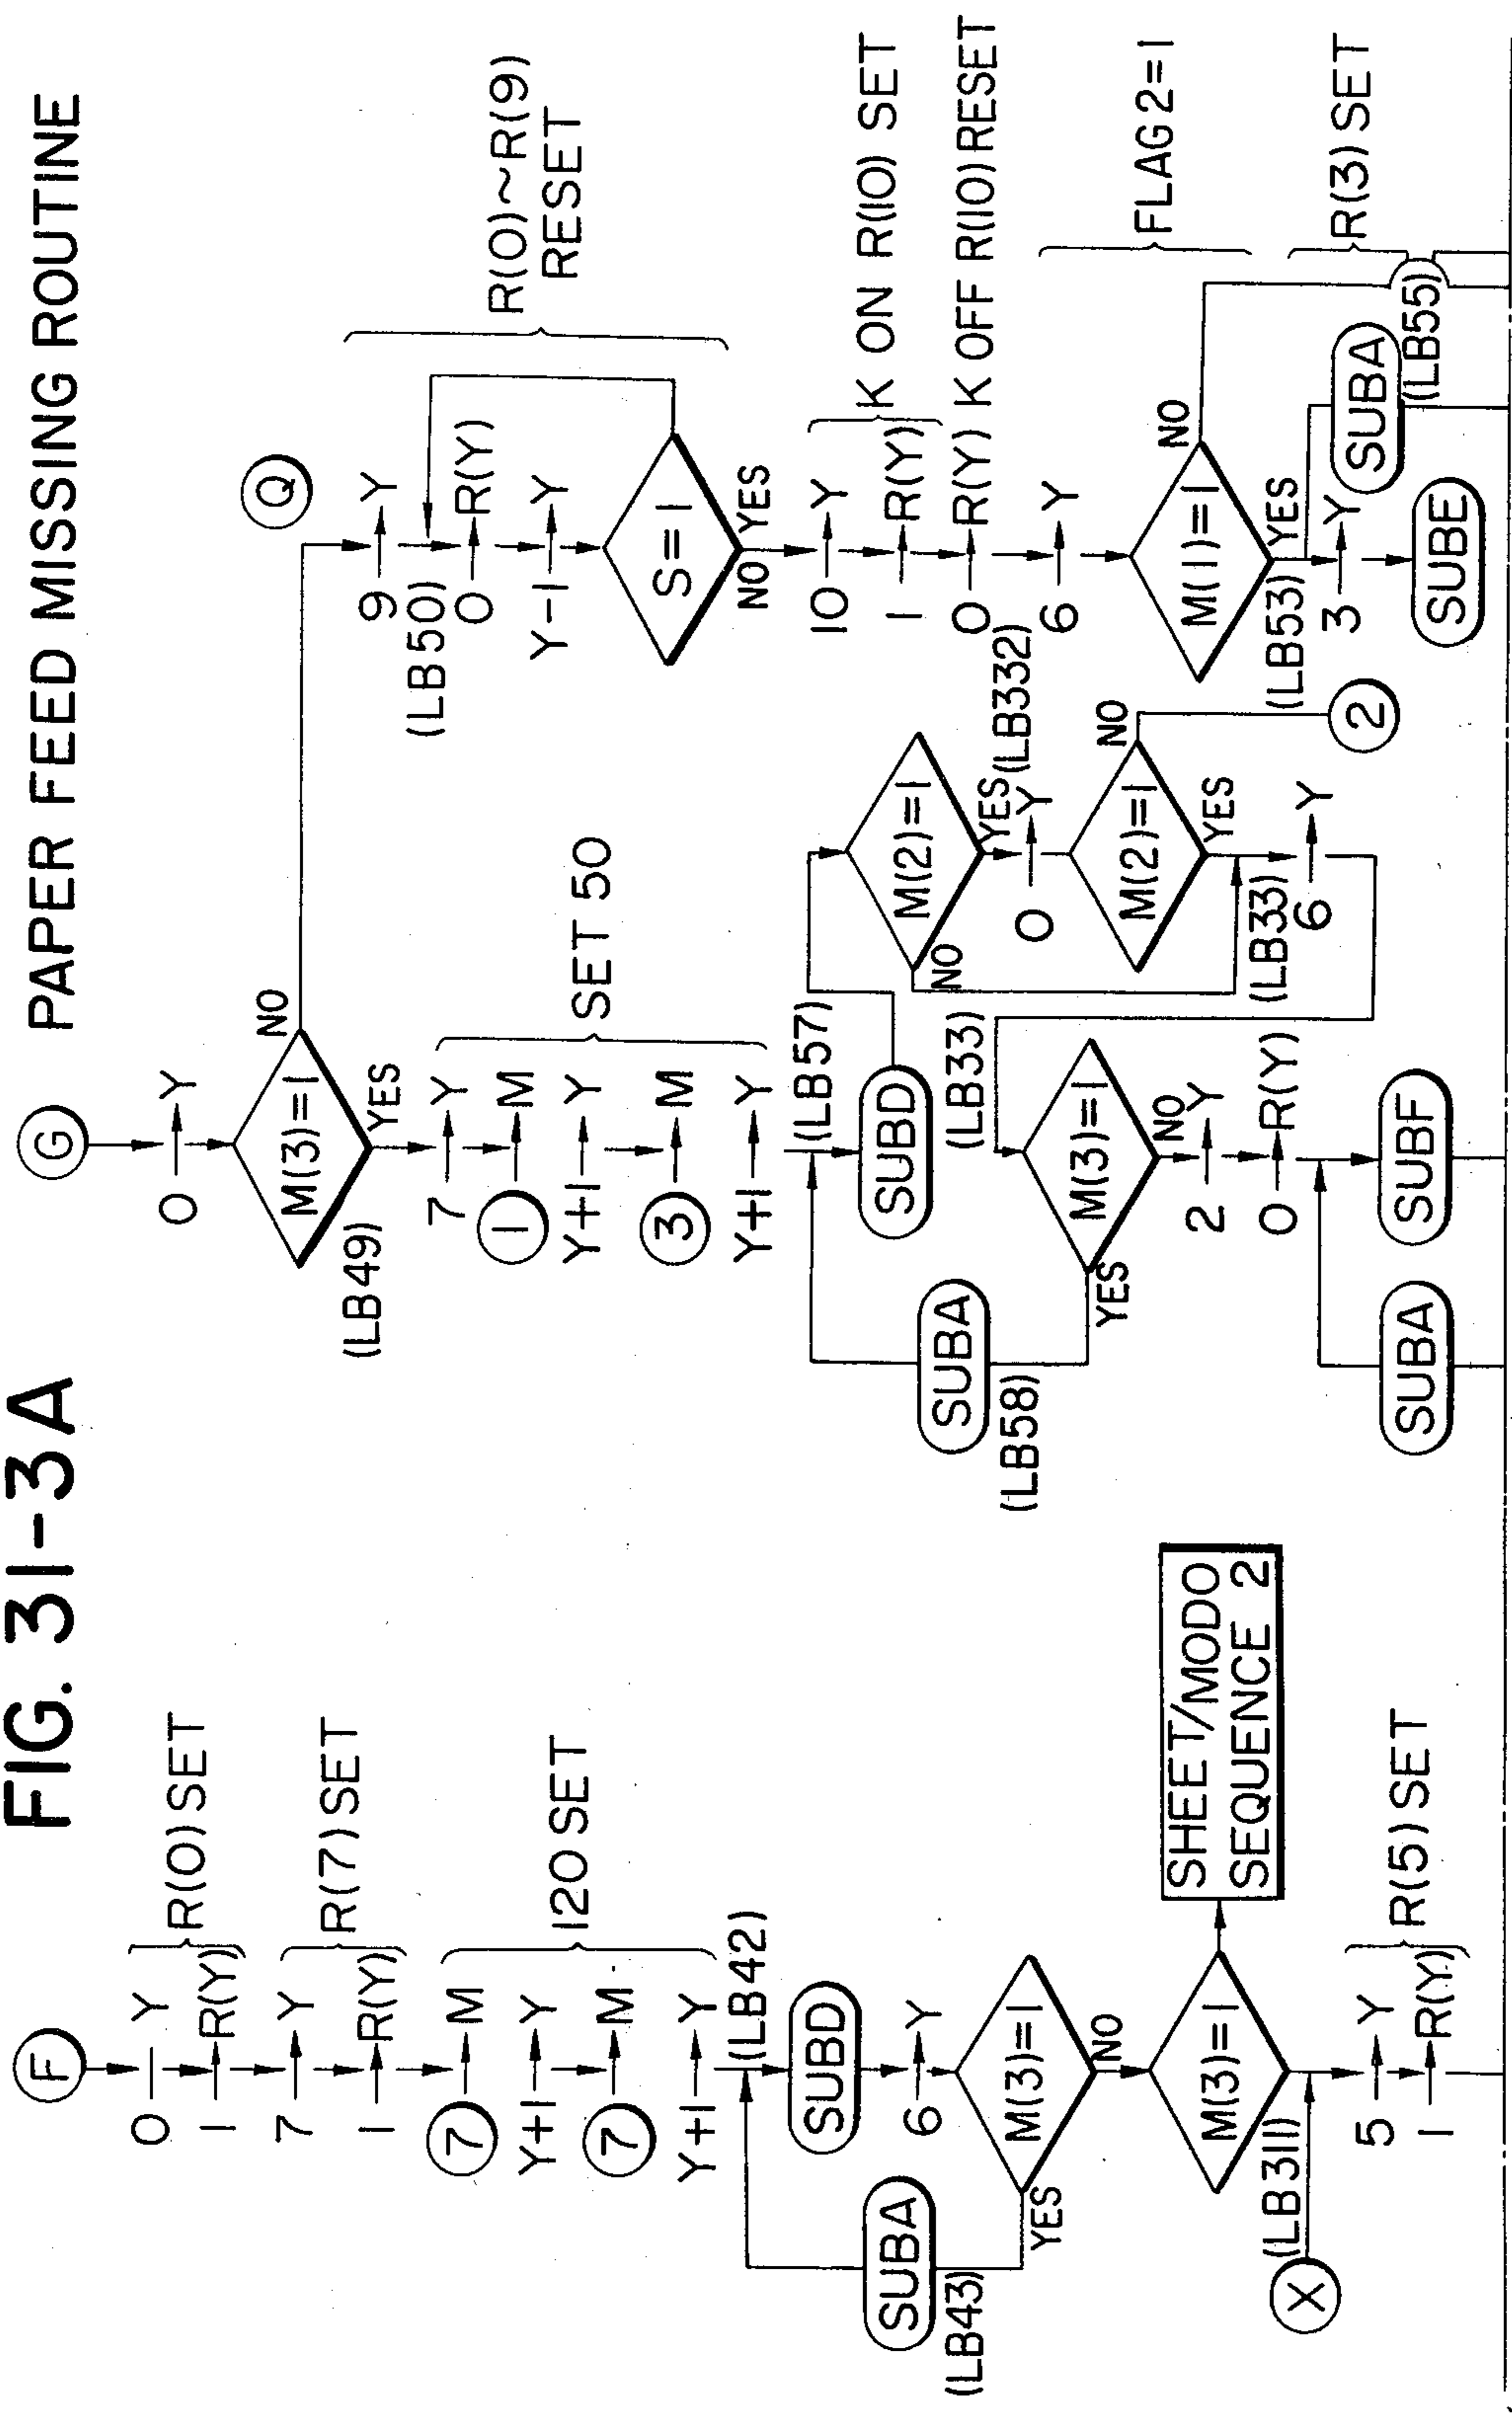 FIG. 31-3A
PAPER FEED MISSING ROUTINE
F
0 Y
1 R(Y)
R(0) SET
7 Y
1 R(Y)
R(7) SET
7 M
Y+1 Y
7 M
Y+1 Y
120 SET
(LB42)
SUBD
SUBA
(LB43)
6 Y
M(3)=1
YES
NO
M(3)=1
SHEET/MODO
SEQUENCE 2
X
(LB311)
5 Y
1 R(Y)
R(5) SET
G
0 Y
M(3)=1
NO
YES
(LB49)
7 Y
1 M
Y+1 Y
3 M
Y+1 Y
SET 50
(LB57)
SUBD
SUBA
(LB58)
(LB33)
M(3)=1
YES
NO
2 Y
0 R(Y)
SUBF
SUBA
M(2)=1
NO
YES
(LB332)
0 Y
M(2)=1
NO
YES
2
(LB33)
6 Y
Q
9 Y
(LB50)
0 R(Y)
Y-1 Y
R(0)~R(9)
RESET
S=1
NO YES
10 Y
1 R(Y)
K ON R(10) SET
0 R(Y) K OFF R(10) RESET
6 Y
M(1)=1
NO
YES
FLAG 2=1
(LB53)
3 Y
R(3) SET
SUBA
(LB55)
SUBE